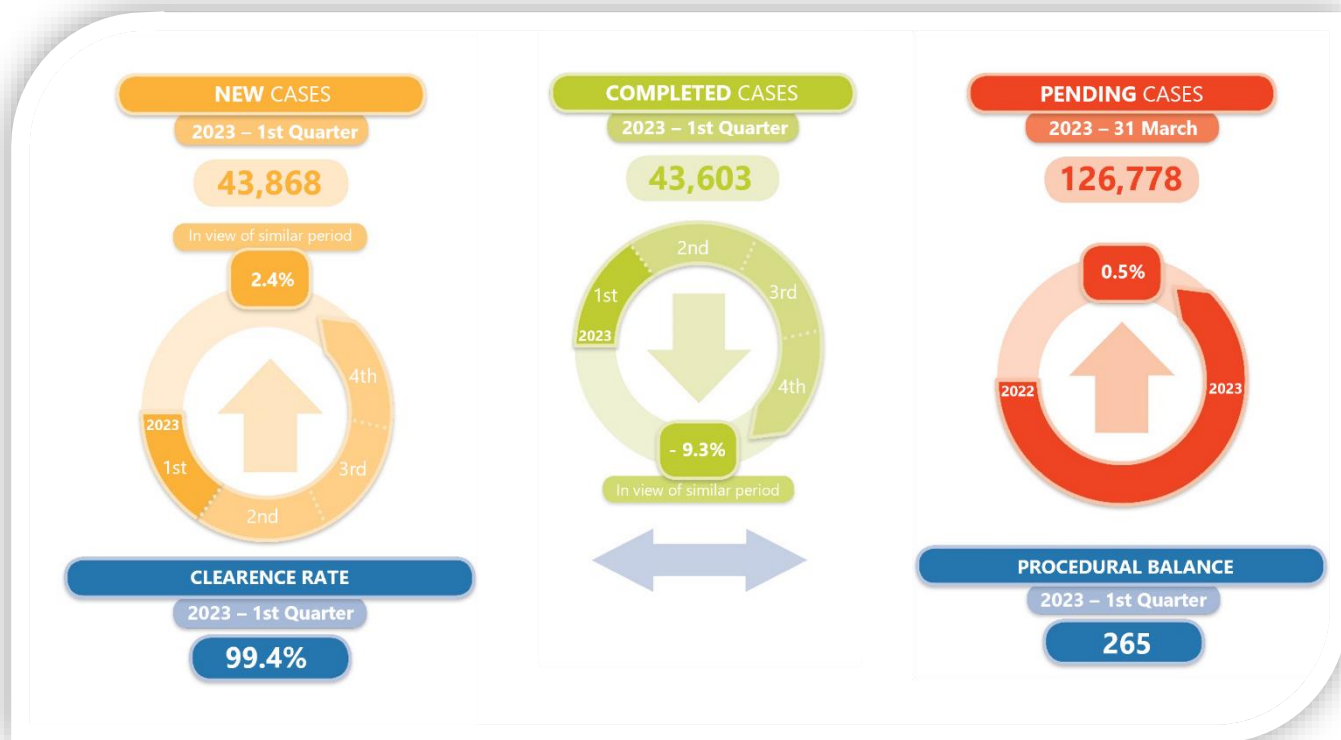 NEW CASES
2023 – 1st Quarter
43,868
In view of similar period
2.4%
4th
2023
1st
3rd
2nd
CLEARENCE RATE
2023 – 1st Quarter
99.4%
COMPLETED CASES
2023 – 1st Quarter
43,603
2nd
1st
3rd
2023
4th
- 9.3%
In view of similar period
PENDING CASES
2023 – 31 March
126,778
0.5%
2022
2023
PROCEDURAL BALANCE
2023 – 1st Quarter
265